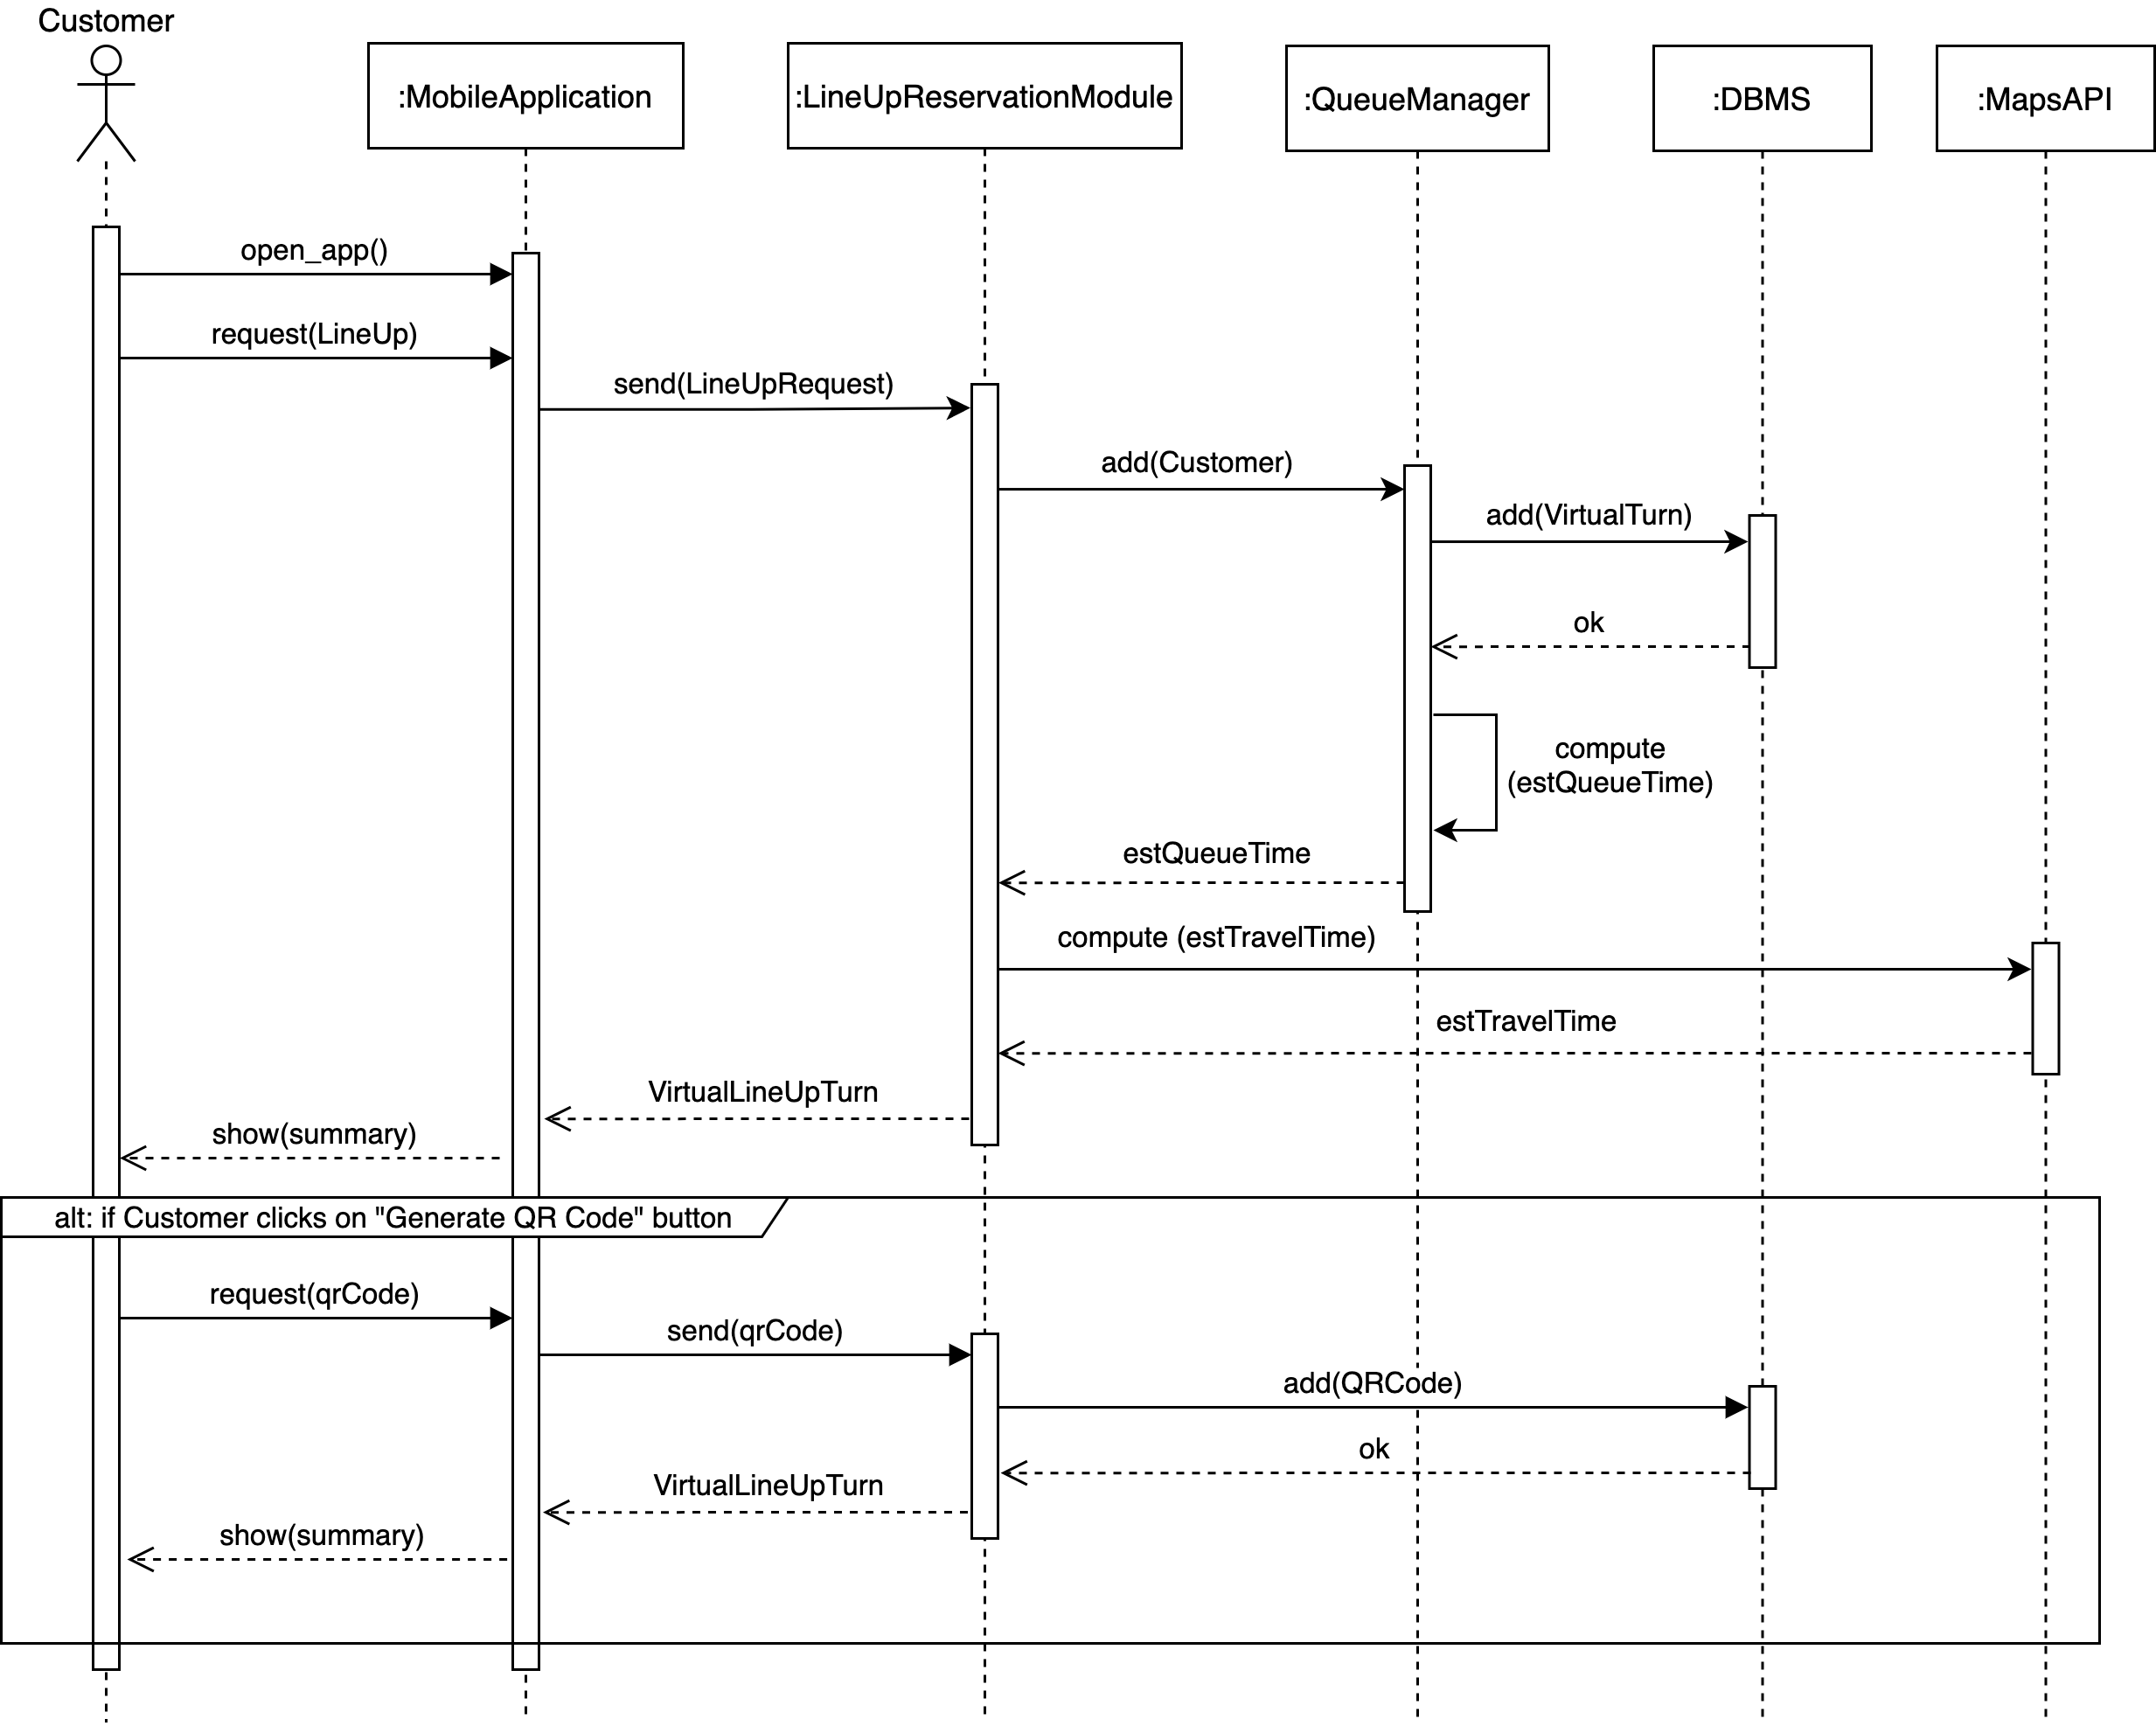 Customer
:MobileApplication
:LineUpReservationModule
:QueueManager
:DBMS
:MapsAPI
open_app()
request(LineUp)
send(LineUpRequest)
add(Customer)
add(VirtualTurn)
ok
compute
(estQueueTime)
estQueueTime
compute (estTravelTime)
estTravelTime
VirtualLineUpTurn
show(summary)
alt: if Customer clicks on "Generate QR Code" button
request(qrCode)
send(qrCode)
add(QRCode)
ok
VirtualLineUpTurn
show(summary)